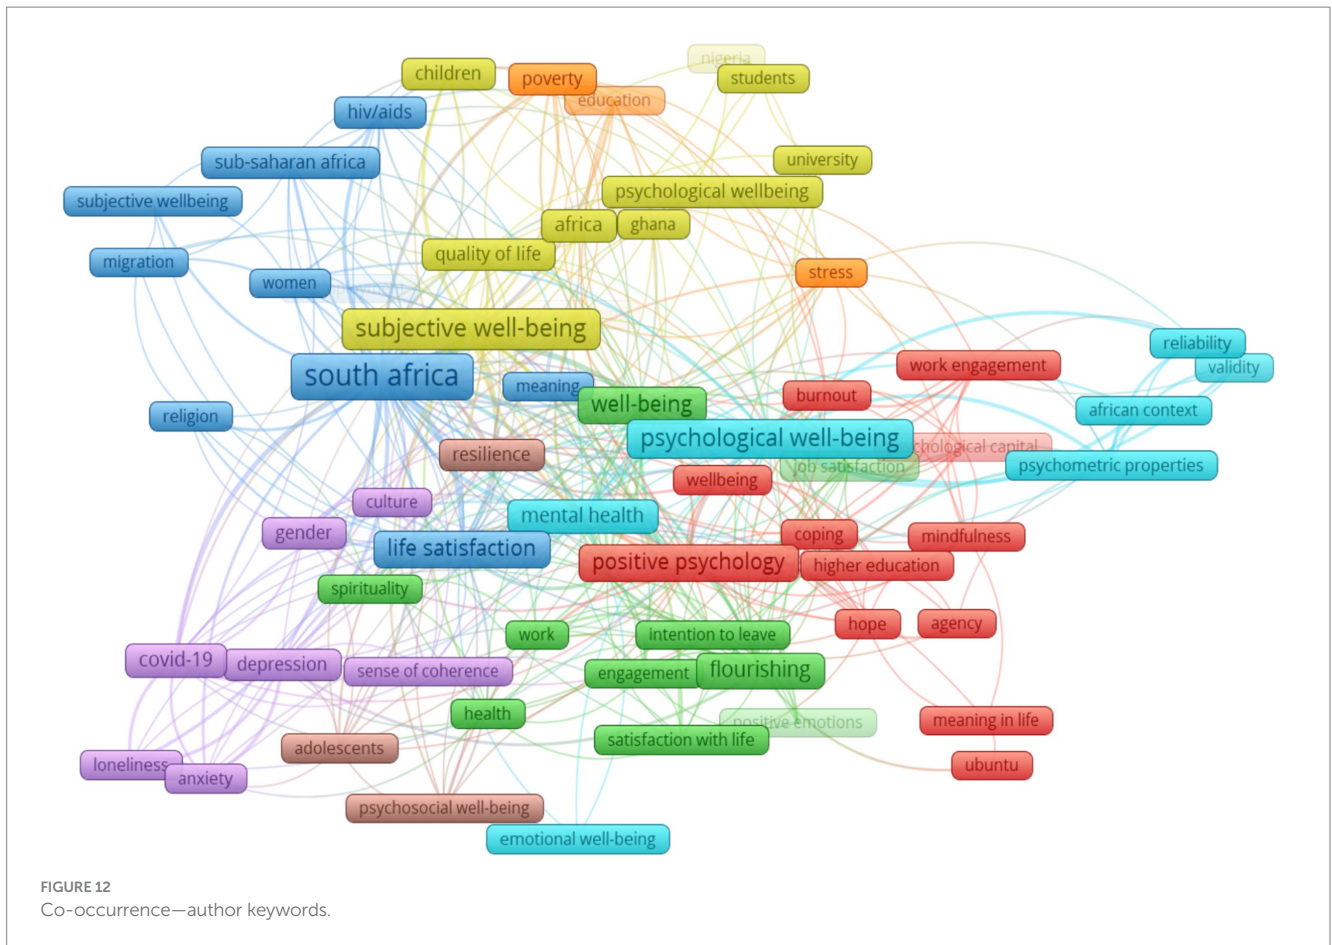 nigeria
children
poverty
students
education
hiv/aids
sub-saharan africa
university
psychological wellbeing
subjective wellbeing
africa
ghana
quality of life
migration
stress
women
subjective well-being
reliability
work engagement
validity
south africa
meaning
burnout
well-being
african context
religion
psychological well-being
chological capital
resilience
job satisfaction
psychometric properties
wellbeing
culture
mental health
gender
coping
mindfulness
life satisfaction
positive psychology
higher education
spirituality
hope
agency
work
intention to leave
covid-19
depression
sense of coherence
engagement
flourishing
health
positive emotions
meaning in life
satisfaction with life
adolescents
loneliness
anxiety
ubuntu
psychosocial well-being
emotional well-being
FIGURE 12
Co-occurrence—author keywords.